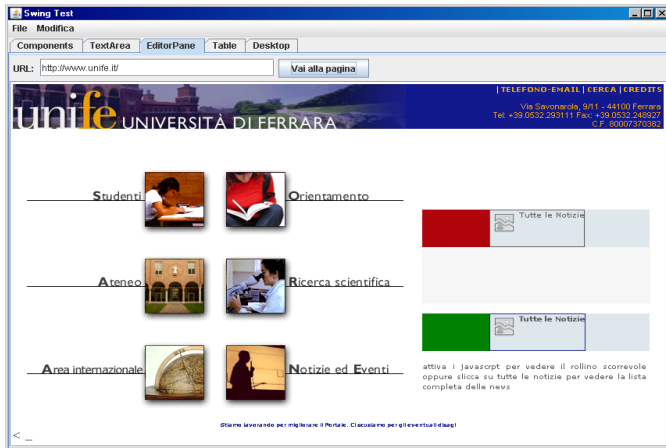 Swing Test
File Modifica
Components TextArea EditorPane Table Desktop
URL: http://www.unife.it/ Vai alla pagina
| TELEFONO-EMAIL | CERCA | CREDITS
Via Savonarola, 9/11 - 44100 Ferrara
Tel: +39.0532.293111 Fax: +39.0532.248927
C.F. 80007370382
unife UNIVERSITÀ DI FERRARA
Studenti Orientamento
Tutte le Notizie
Ateneo Ricerca scientifica
Tutte le Notizie
Area internazionale Notizie ed Eventi
attiva i javascrpt per vedere il rollino scorrevole
oppure slicca su tutte le notizie per vedere la lista
completa delle news
Stiamo lavorando per migliorare il Portale. Ci scusiamo per gli eventuali disagi
< _